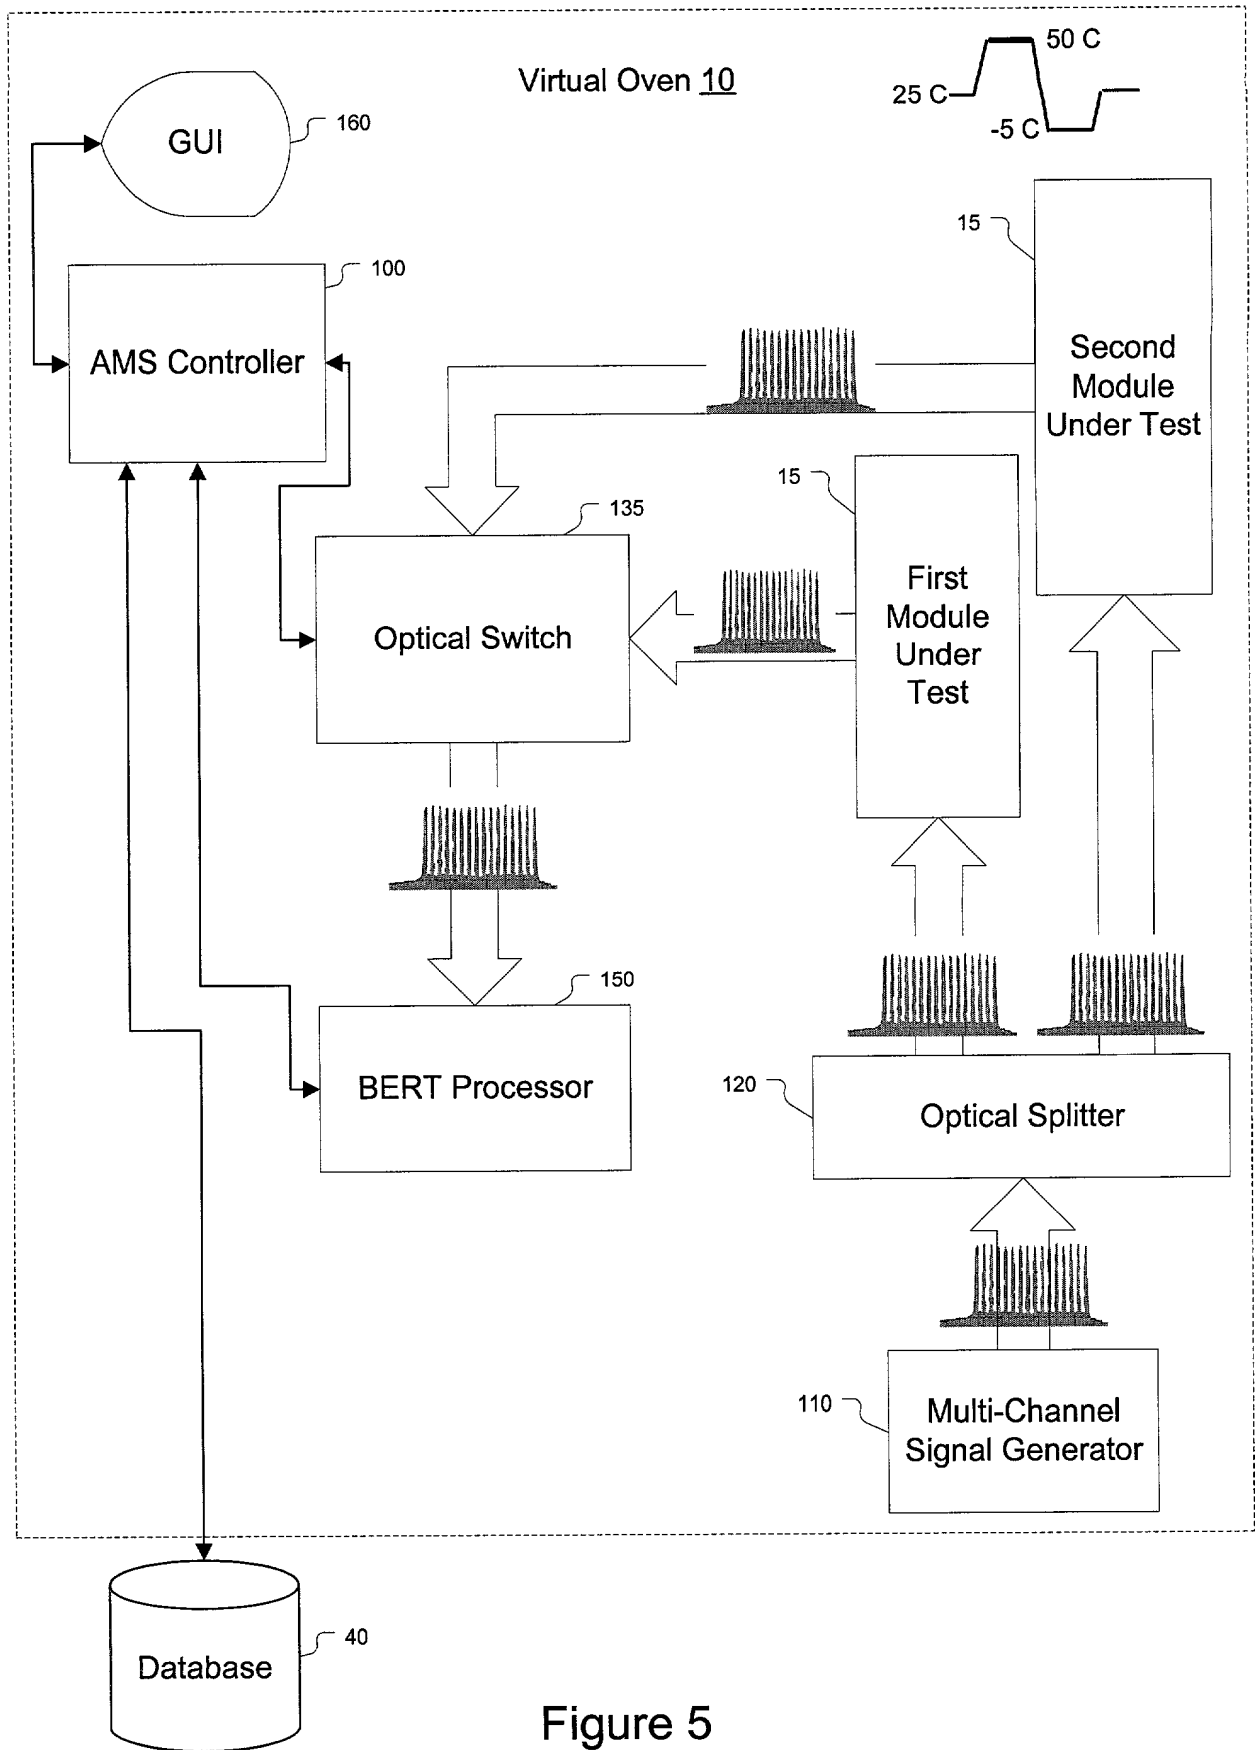 Virtual Oven 10
50 C
25 C
-5 C
GUI
160
100
AMS Controller
15
Second
Module
Under Test
15
First
Module
Under
Test
135
Optical Switch
150
BERT Processor
120
Optical Splitter
110
Multi-Channel
Signal Generator
Database
40
Figure 5